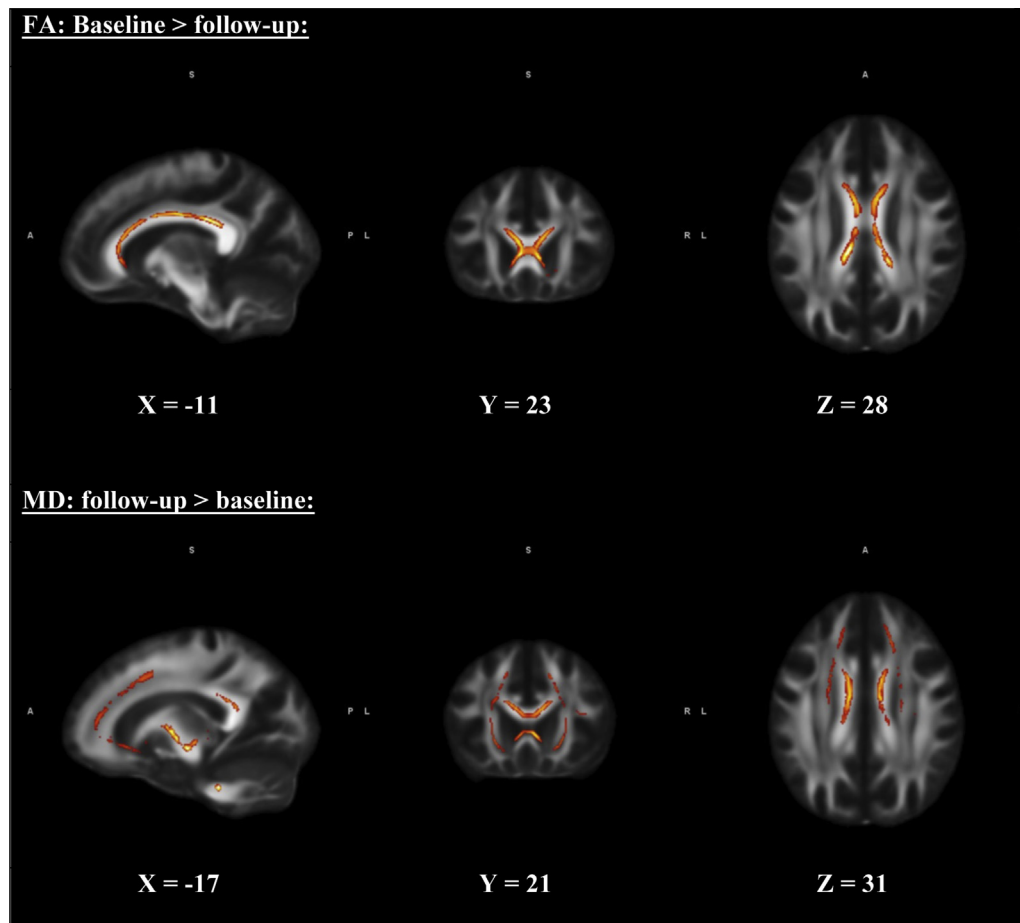 FA: Baseline > follow-up:
S S A
A P L R L
X = -11 Y = 23 Z = 28
MD: follow-up > baseline:
S S A
A P L R L
X = -17 Y = 21 Z = 31